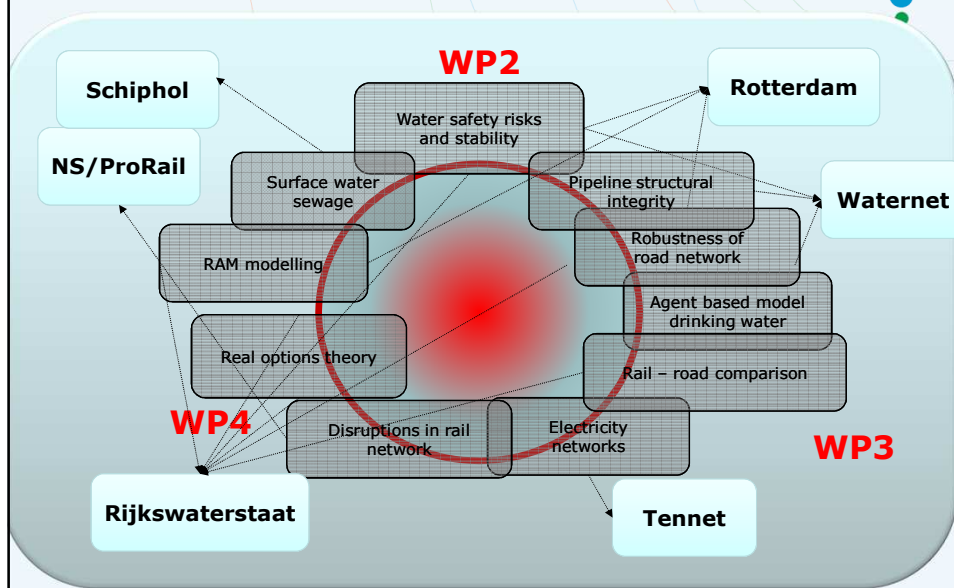 WP2
Schiphol
Rotterdam
Water safety risks
and stability
NS/ProRail
Surface water
sewage
Pipeline structural
integrity
Waternet
RAM modelling
Robustness of
road network
Agent based model
drinking water
Real options theory
Rail – road comparison
WP4
Disruptions in rail
network
Electricity
networks
WP3
Rijkswaterstaat
Tennet